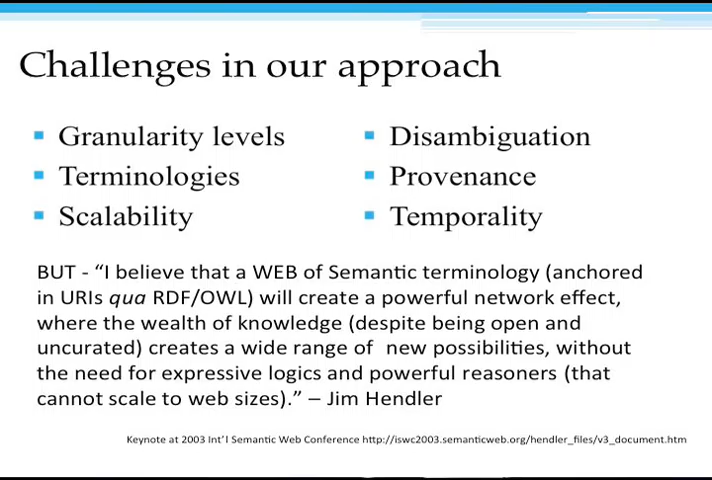 Challenges in our approach
Granularity levels
Terminologies
Scalability
Disambiguation
Provenance
Temporality
BUT - “I believe that a WEB of Semantic terminology (anchored
in URIs qua RDF/OWL) will create a powerful network effect,
where the wealth of knowledge (despite being open and
uncurated) creates a wide range of  new possibilities, without
the need for expressive logics and powerful reasoners (that
cannot scale to web sizes).” – Jim Hendler
Keynote at 2003 Int'l Semantic Web Conference http://iswc2003.semanticweb.org/hendler_files/v3_document.htm